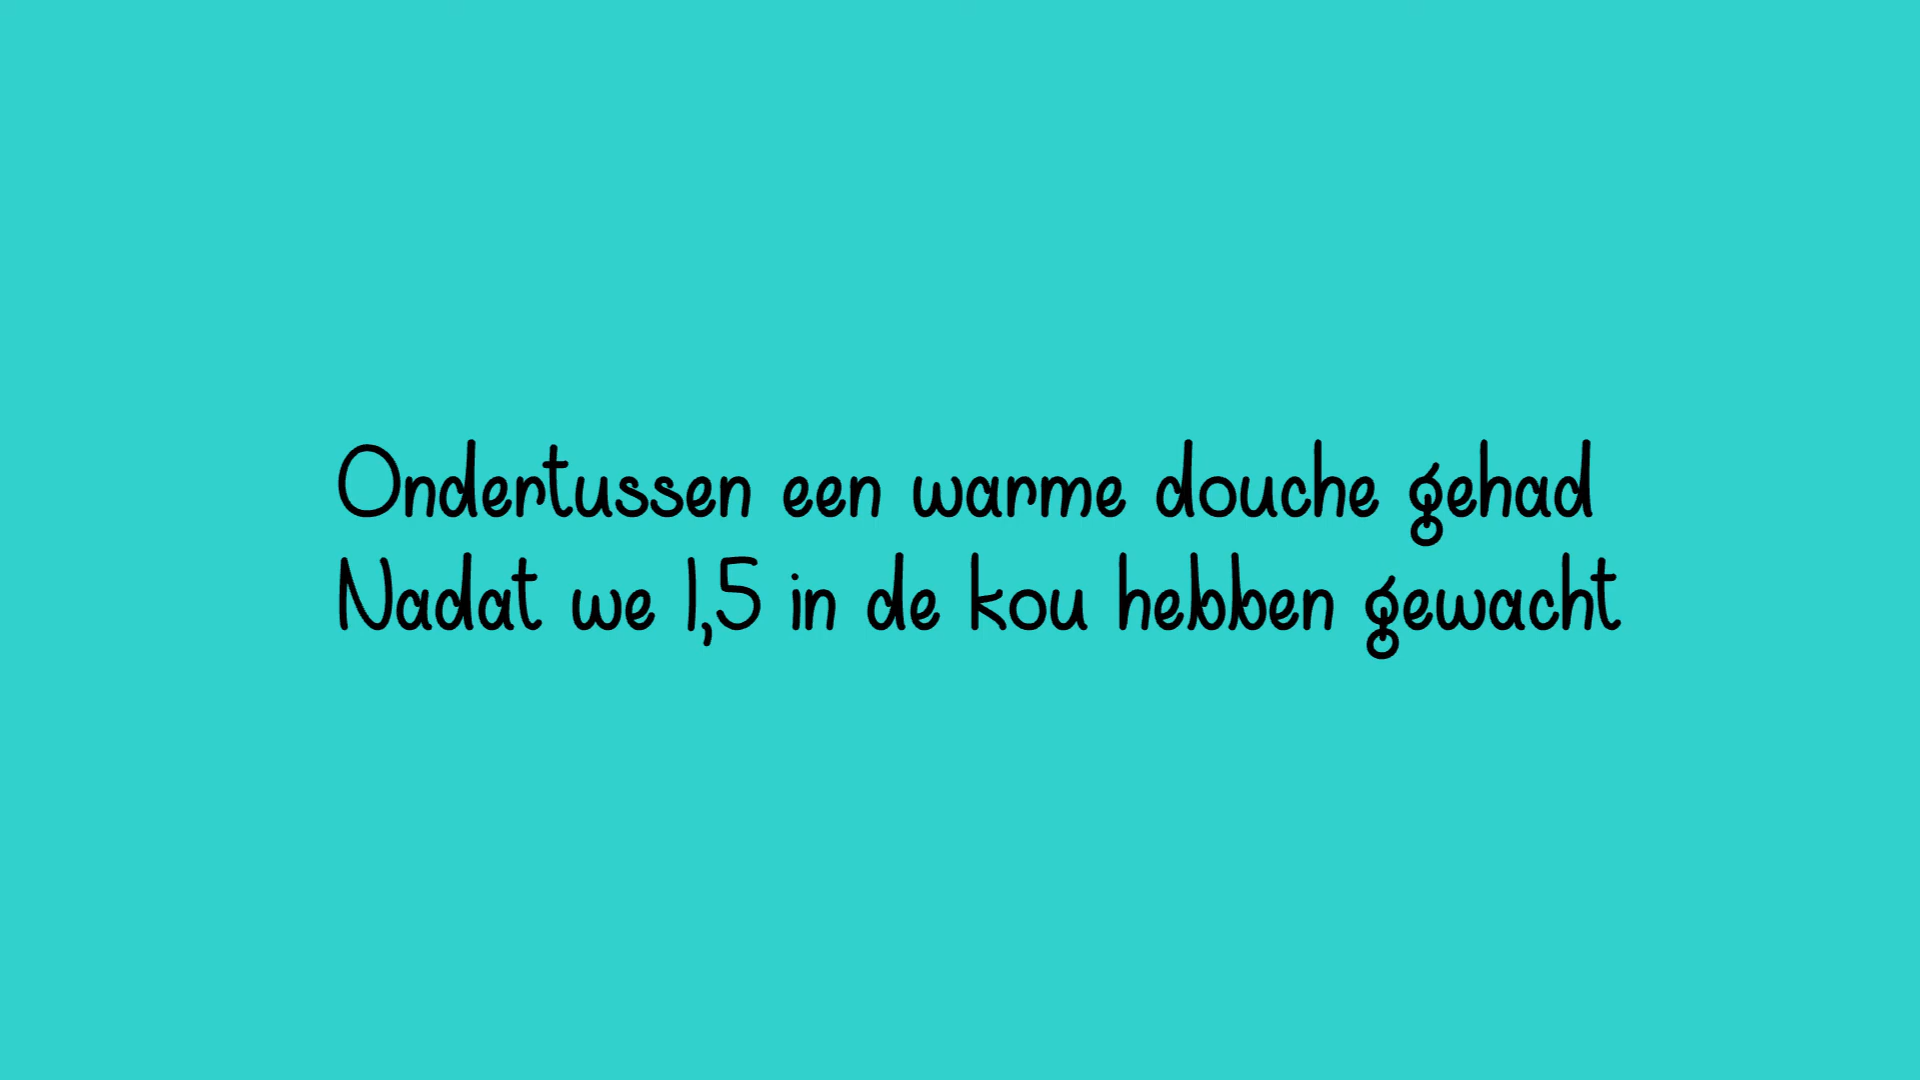 Ondertussen een warme douche gehad
Nadat we 1,5 in de kou hebben gewacht